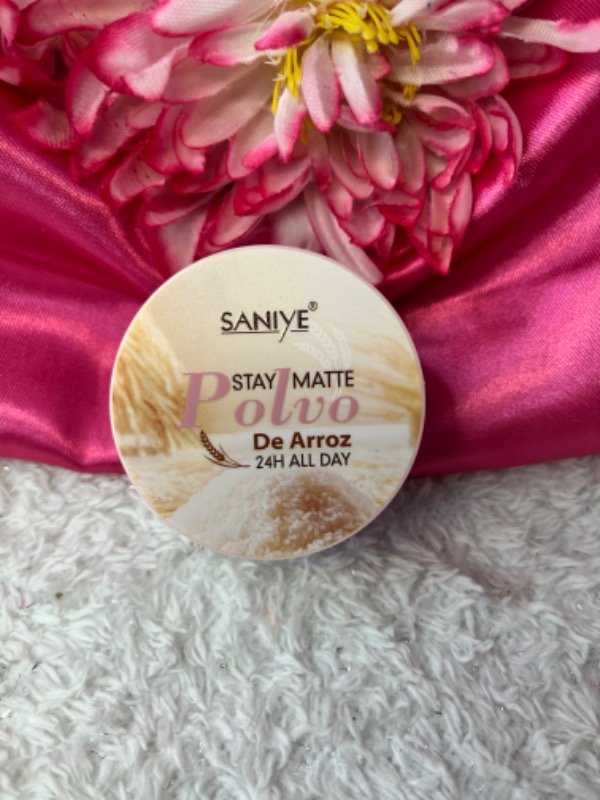 SANIYE®
STAY MATTE
Polvo
De Arroz
24H ALL DAY